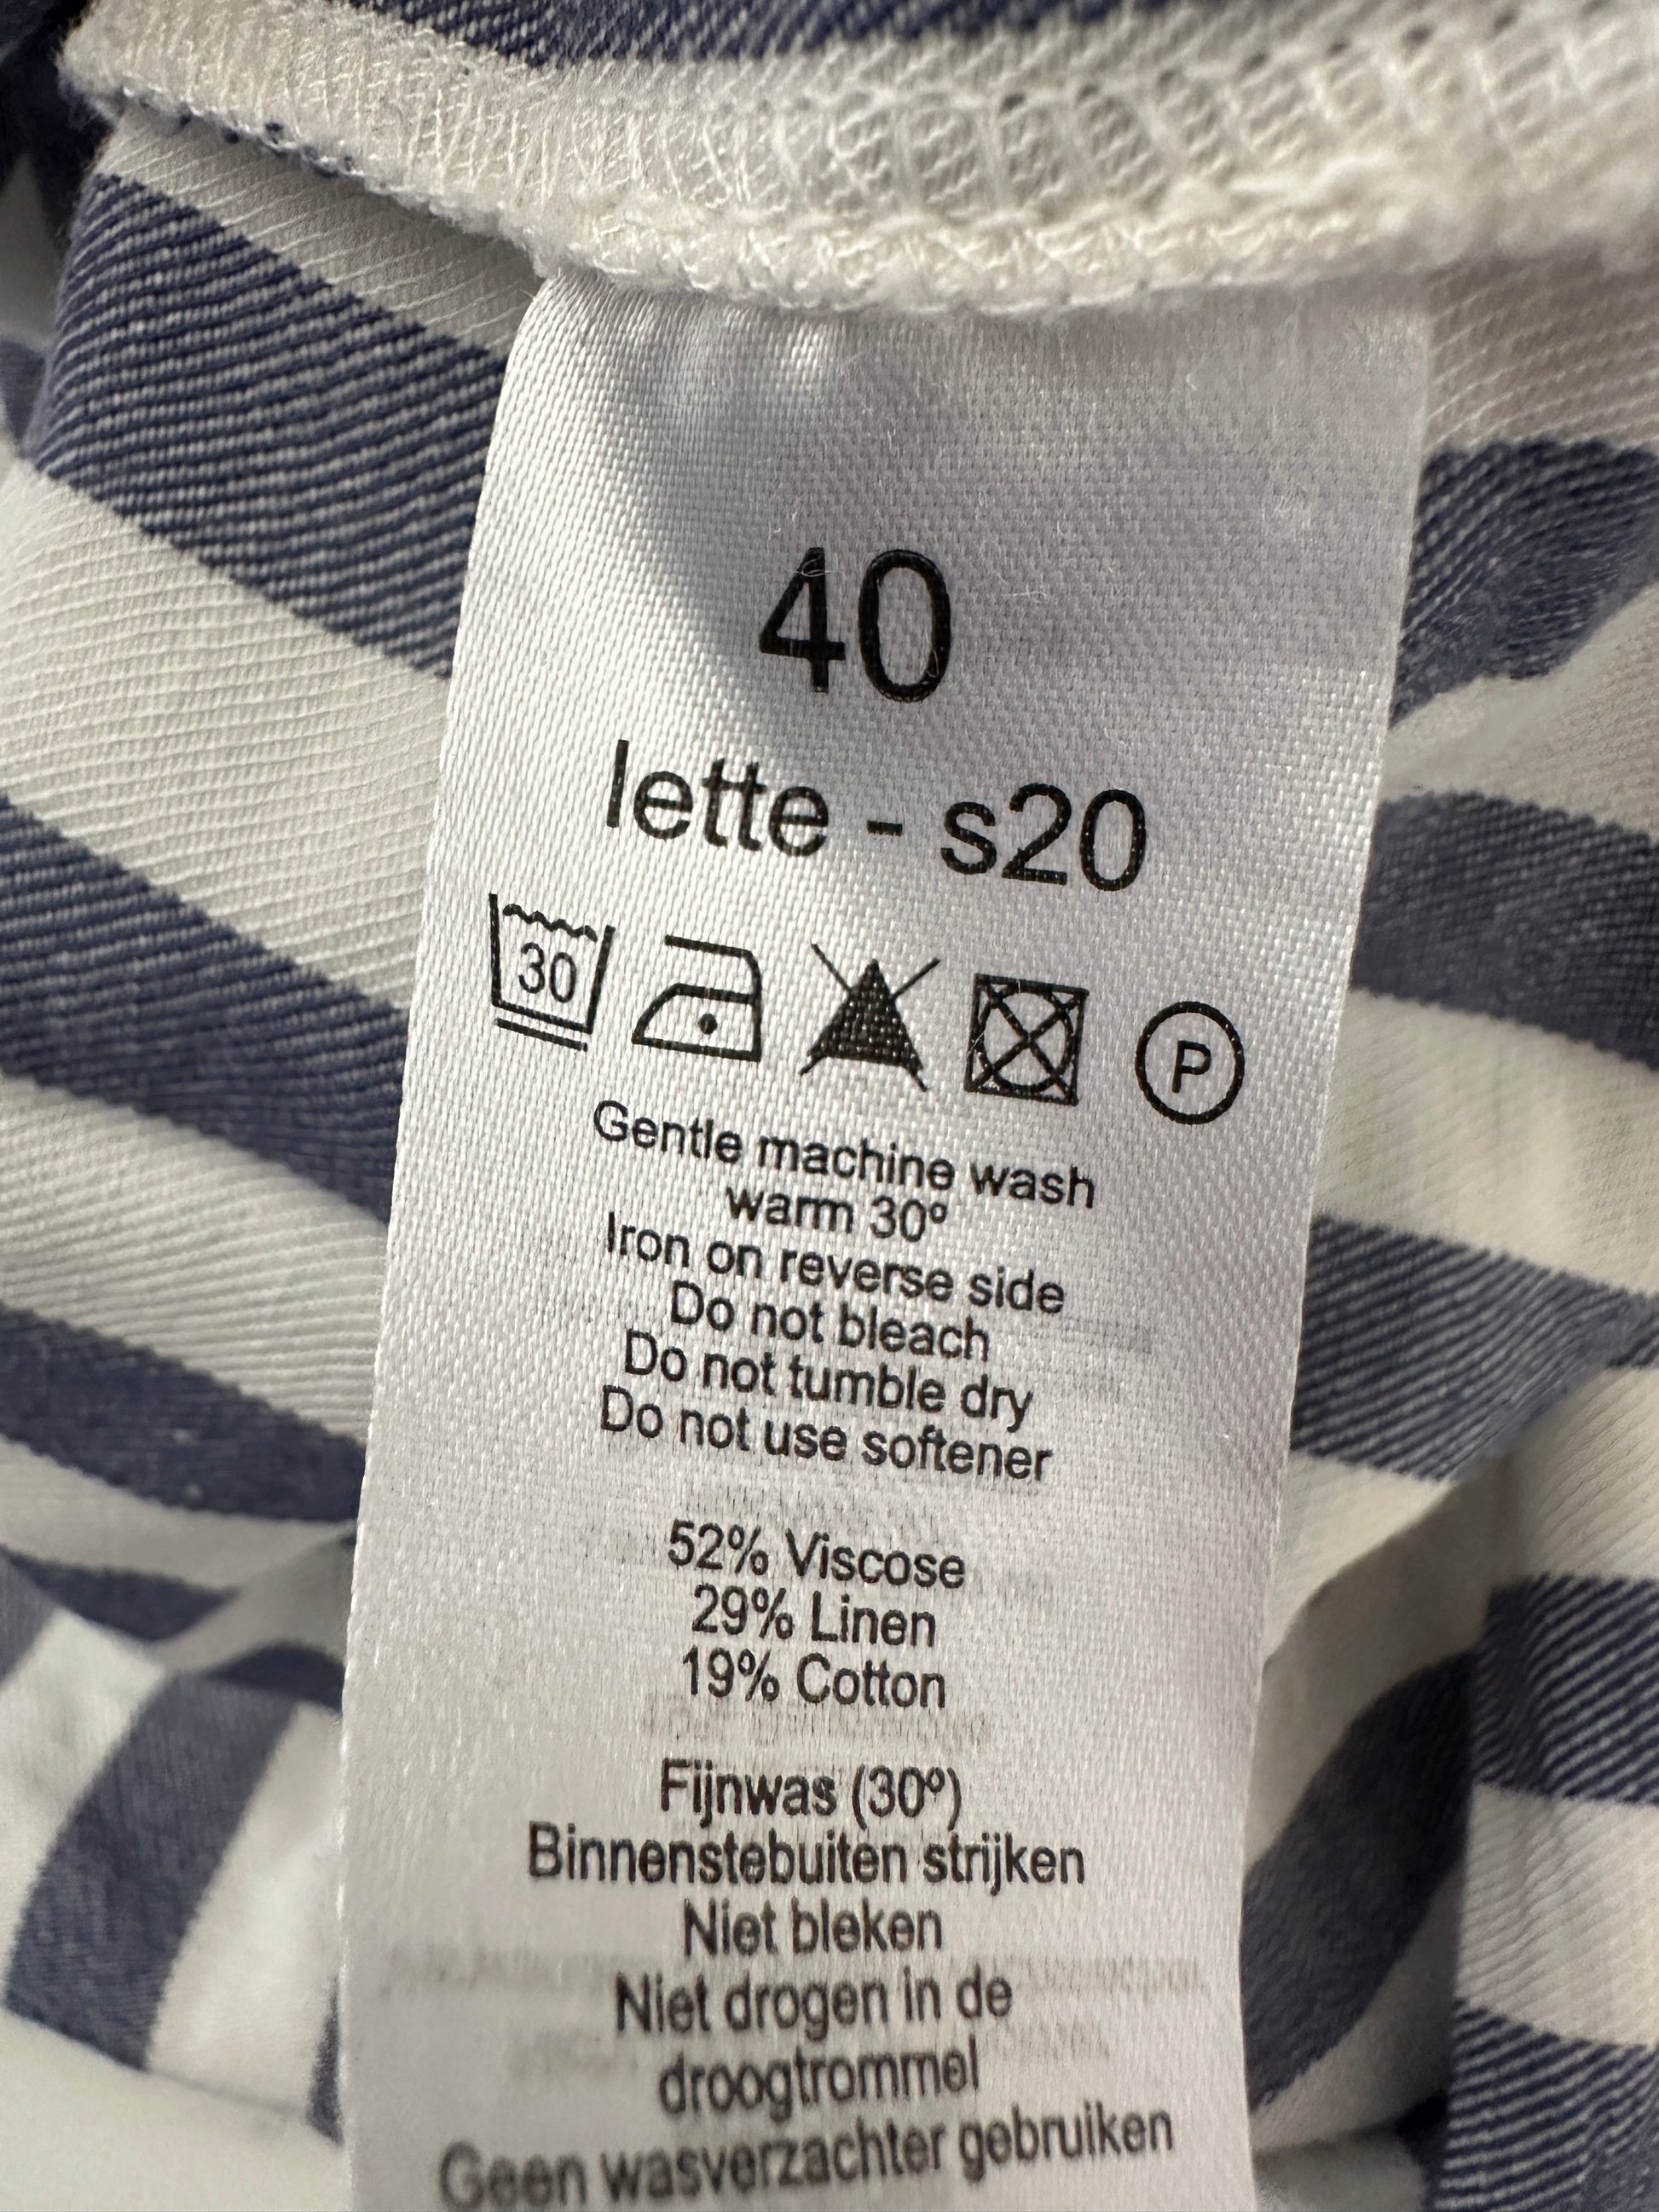 40
lette - s20
30
P
Gentle machine wash
warm 30º
Iron on reverse side
Do not bleach
Do not tumble dry
Do not use softener
52% Viscose
29% Linen
19% Cotton
Fijnwas (30º)
Binnenstebuiten strijken
Niet bleken
Niet drogen in de
droogtrommel
Geen wasverzachter gebruiken